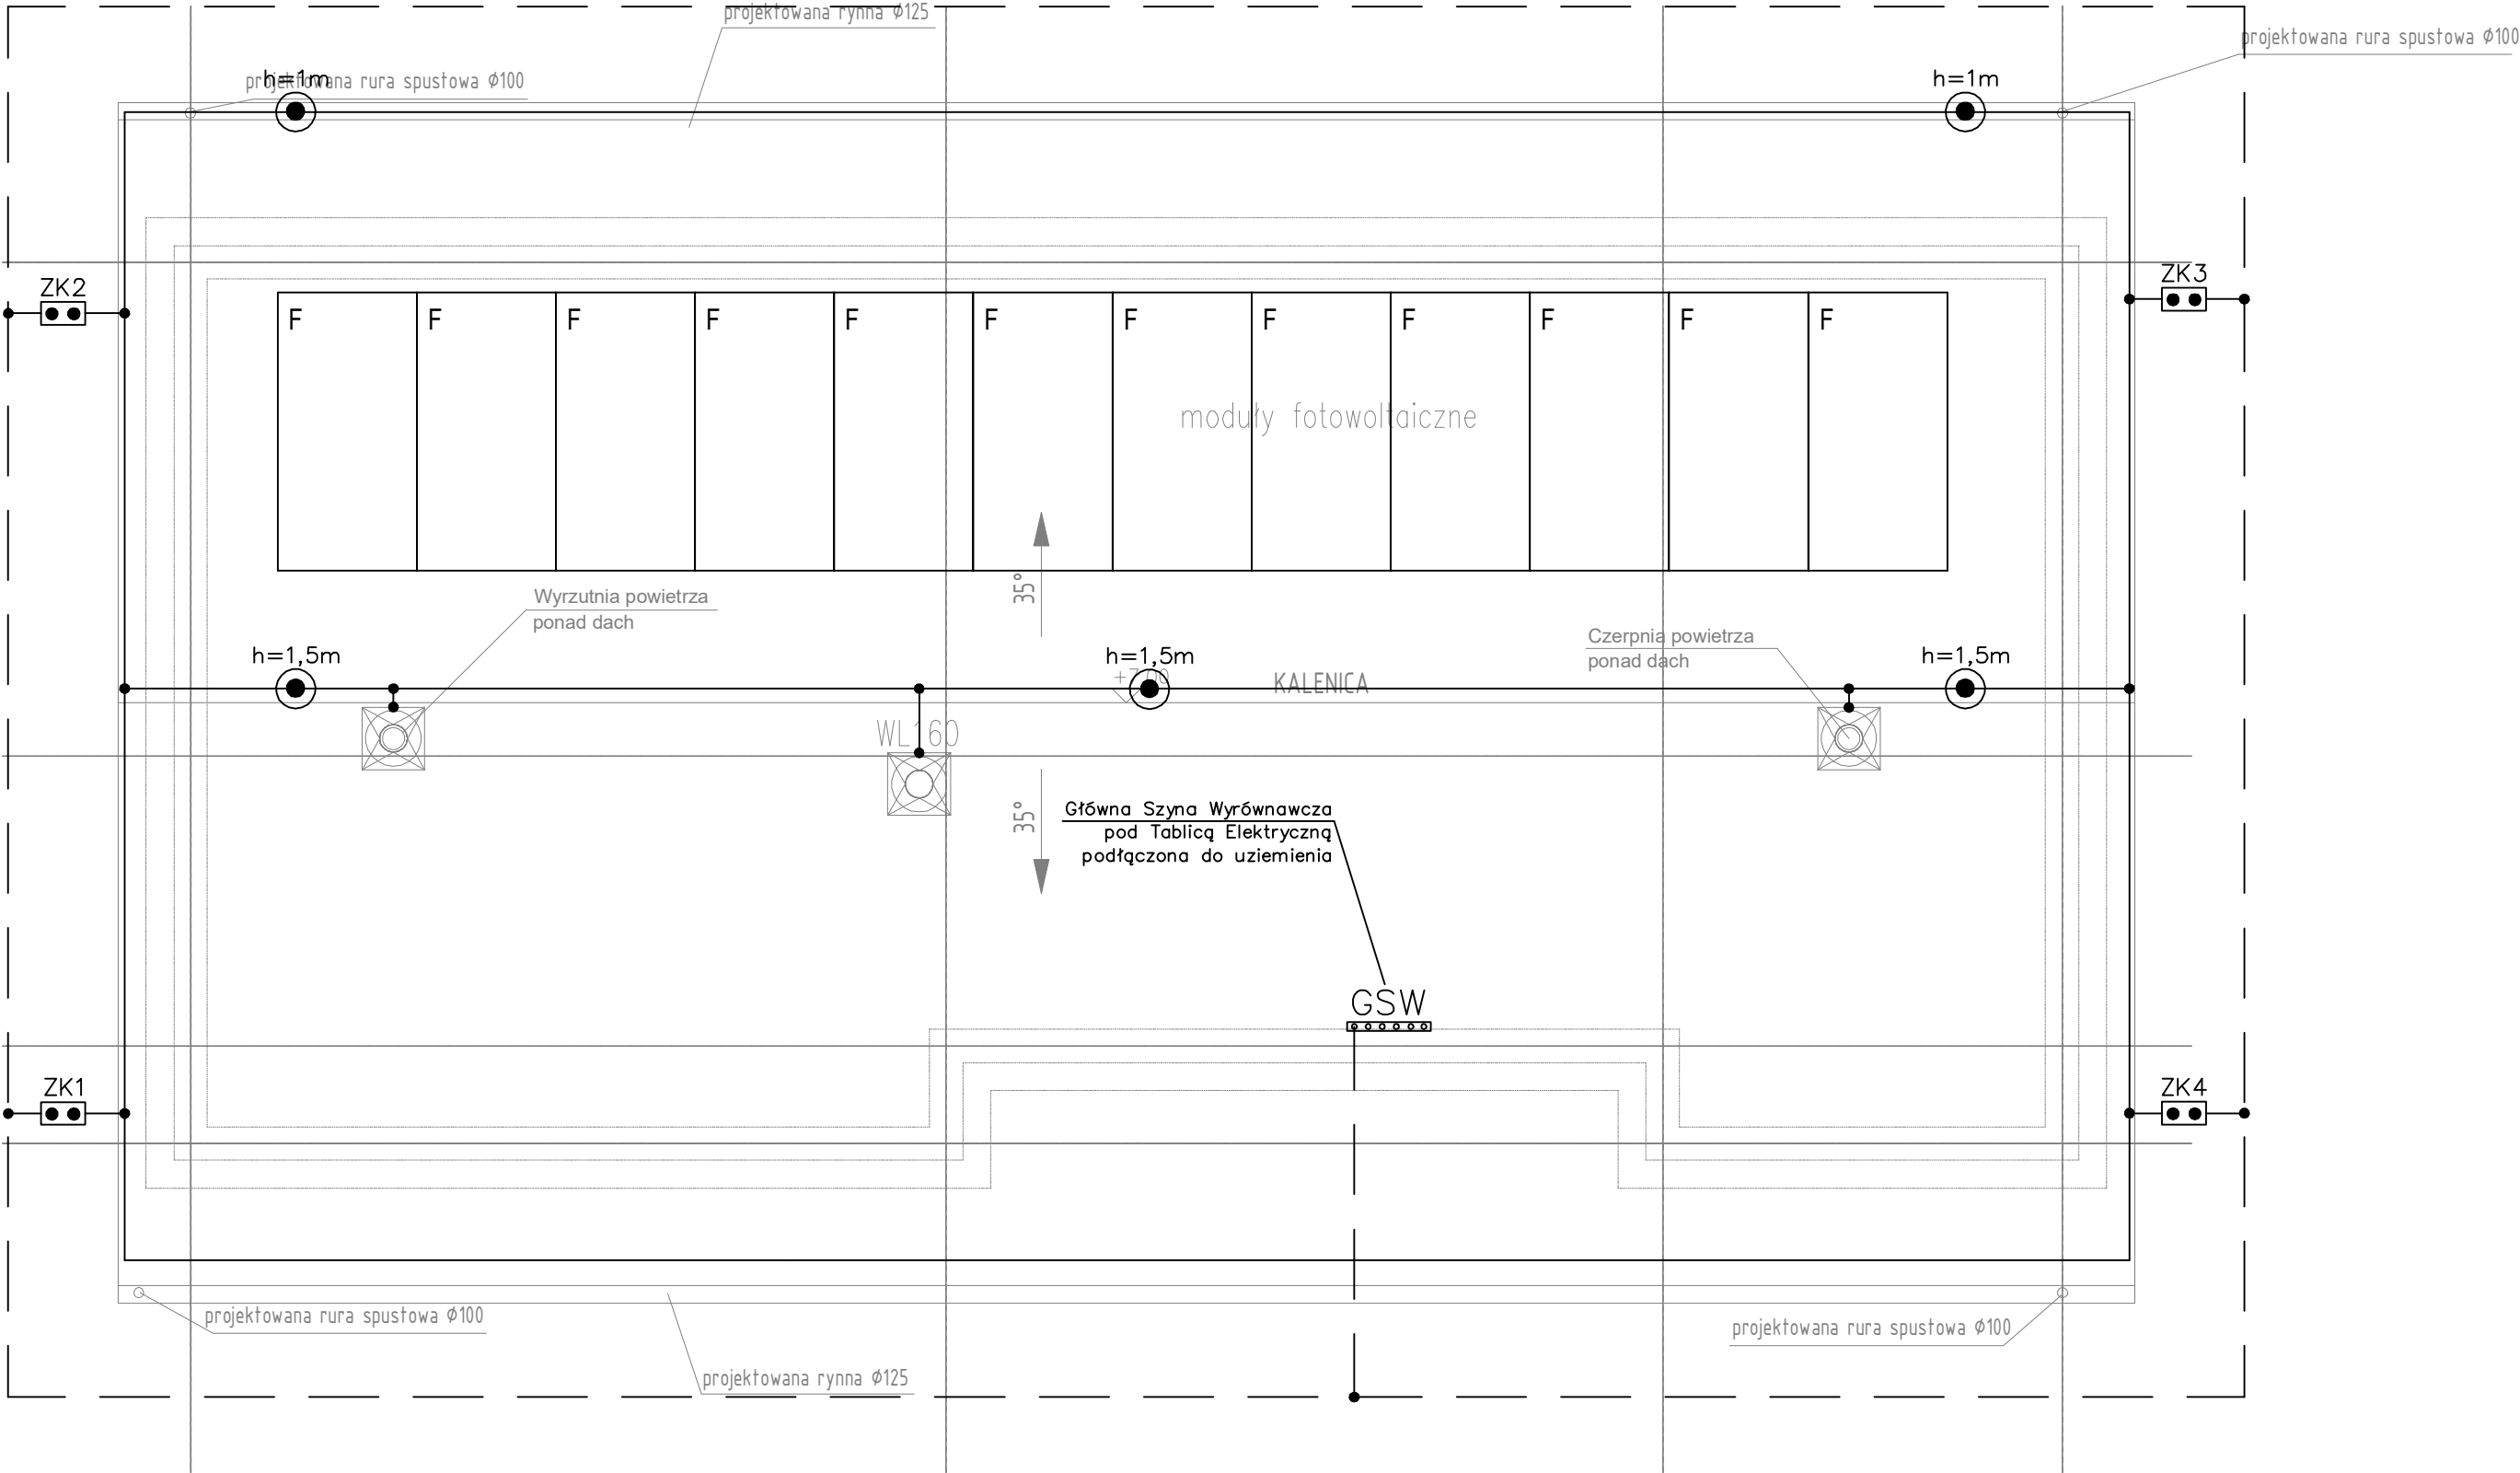 projektowana rynna Ø125
projektowana rura spustowa Ø100
projektowana rura spustowa Ø100
h=1m
h=1m
ZK2
ZK3
F F F F F F F F F F F F
moduły fotowoltaiczne
35°
Wyrzutnia powietrza
ponad dach
Czerpnia powietrza
ponad dach
h=1,5m
h=1,5m
h=1,5m
KALENICA
WL160
35°
Główna Szyna Wyrównawcza
pod Tablicą Elektryczną
podłączona do uziemienia
GSW
ZK1
ZK4
projektowana rura spustowa Ø100
projektowana rura spustowa Ø100
projektowana rynna Ø125